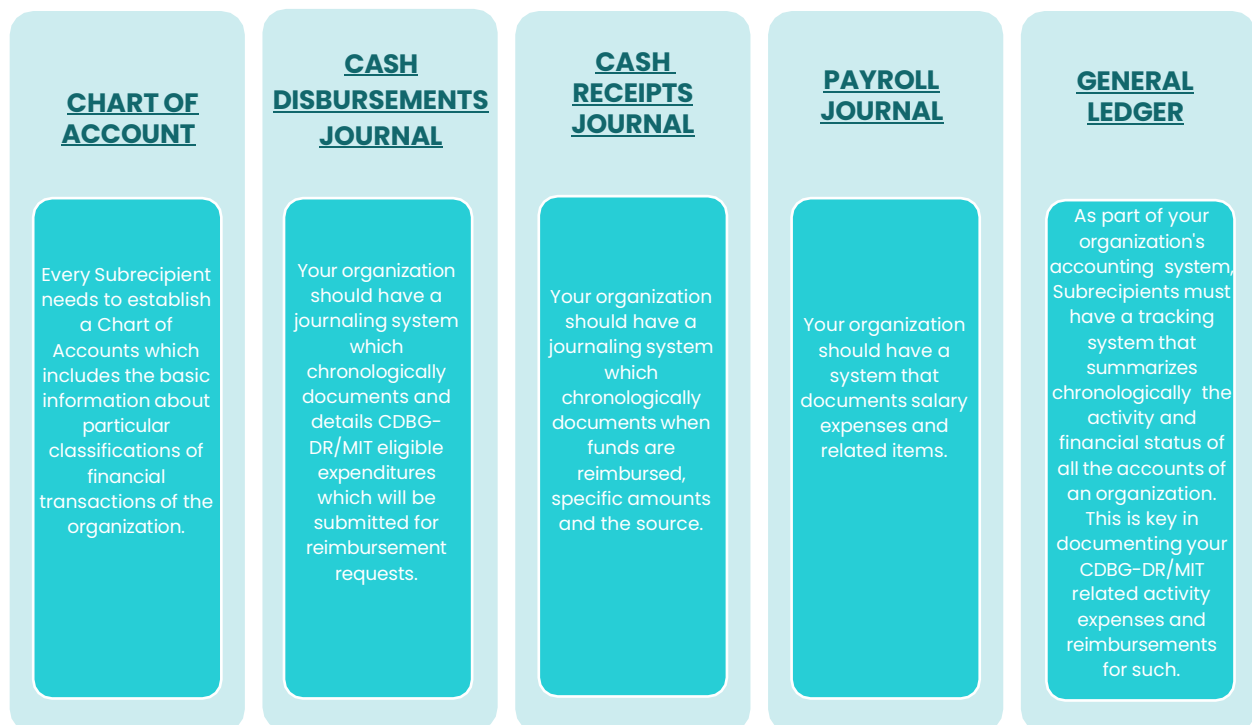 CHART OF
ACCOUNT
Every Subrecipient
needs to establish
a Chart of
Accounts which
includes the basic
information about
particular
classifications of
financial
transactions of the
organization.
CASH
DISBURSEMENTS
JOURNAL
Your organization
should have a
journaling system
which
chronologically
documents and
details CDBG-
DR/MIT eligible
expenditures
which will be
submitted for
reimbursement
requests.
CASH
RECEIPTS
JOURNAL
Your organization
should have a
journaling system
which
chronologically
documents when
funds are
reimbursed,
specific amounts
and the source.
PAYROLL
JOURNAL
Your organization
should have a
system that
documents salary
expenses and
related items.
GENERAL
LEDGER
As part of your
organization's
accounting system,
Subrecipients must
have a tracking
system that
summarizes
chronologically the
activity and
financial status of
all the accounts of
an organization.
This is key in
documenting your
CDBG-DR/MIT
related activity
expenses and
reimbursements
for such.